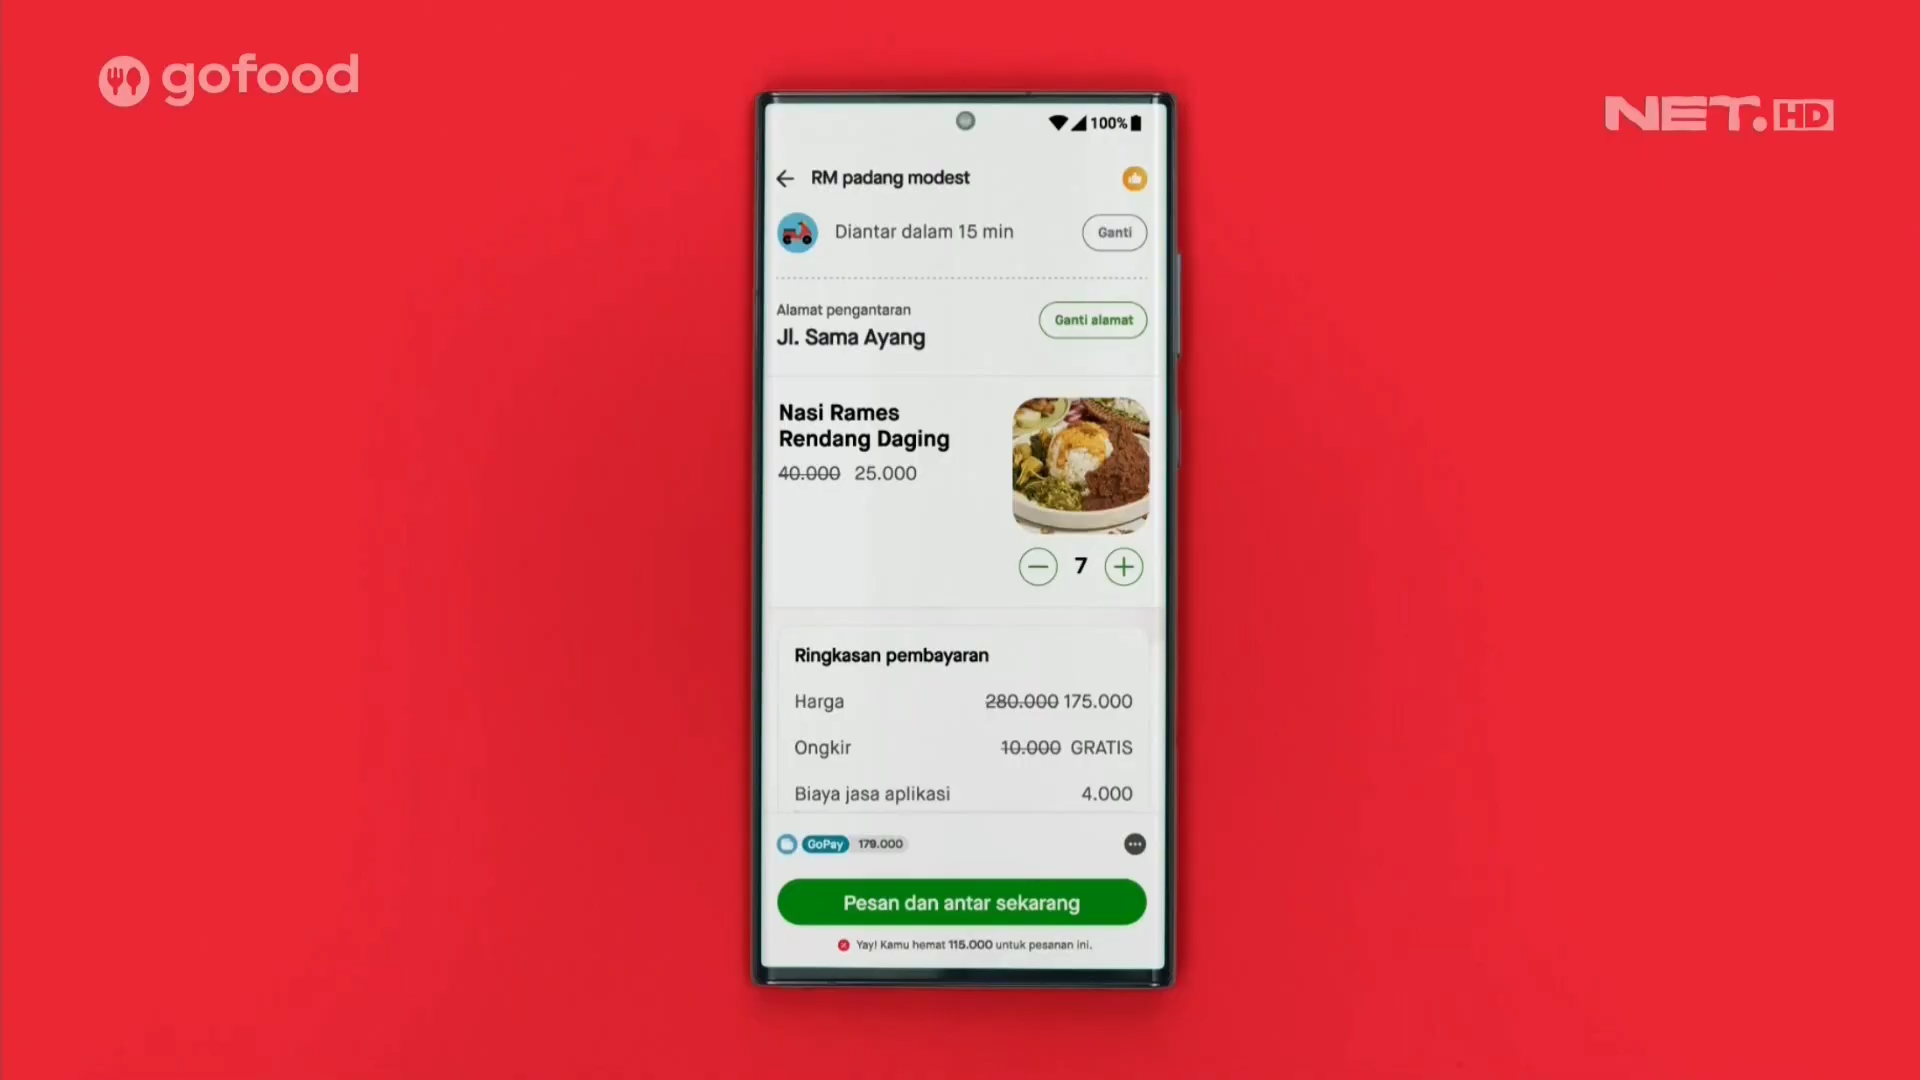 gofood
NET. HD
100%
RM padang modest
Diantar dalam 15 min
Ganti
Alamat pengantaran
Jl. Sama Ayang
Ganti alamat
Nasi Rames
Rendang Daging
40.000 25.000
7
Ringkasan pembayaran
Harga 280.000 175.000
Ongkir 10.000 GRATIS
Biaya jasa aplikasi 4.000
GoPay 179.000
Pesan dan antar sekarang
Yay! Kamu hemat 115.000 untuk pesanan ini.